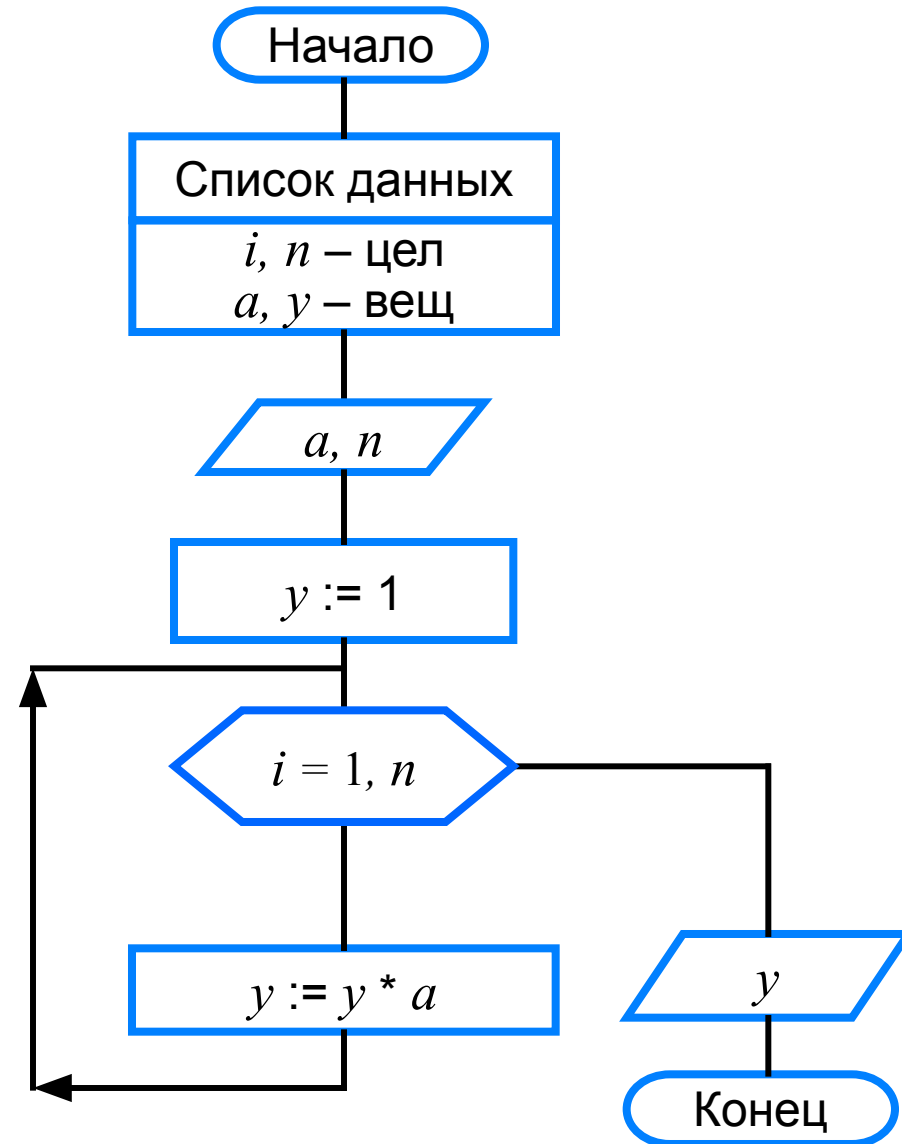 Начало
Список данных
i, n – цел
a, y – вещ
a, n
y := 1
i = 1, n
y := y * a
y
Конец